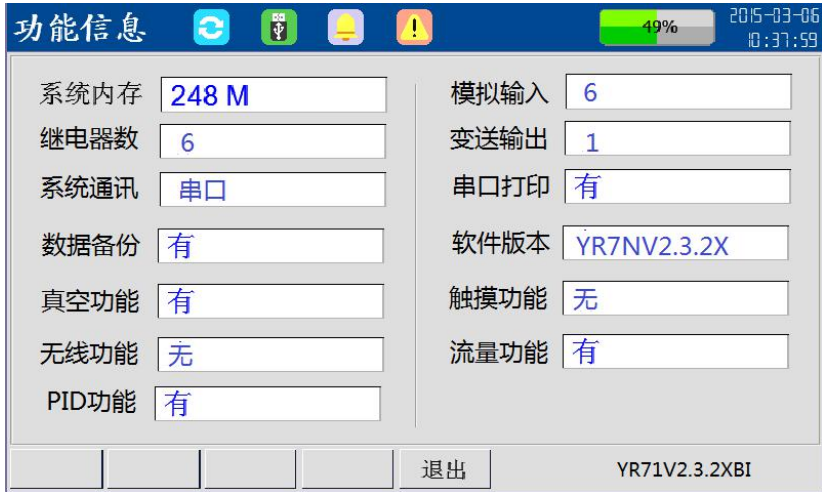 功能信息
49%
2015-03-06
10:37:59
系统内存 248 M
模拟输入 6
继电器数 6
变送输出 1
系统通讯 串口
串口打印 有
数据备份 有
软件版本 YR7NV2.3.2X
真空功能 有
触摸功能 无
无线功能 无
流量功能 有
PID功能 有
退出
YR71V2.3.2XBI